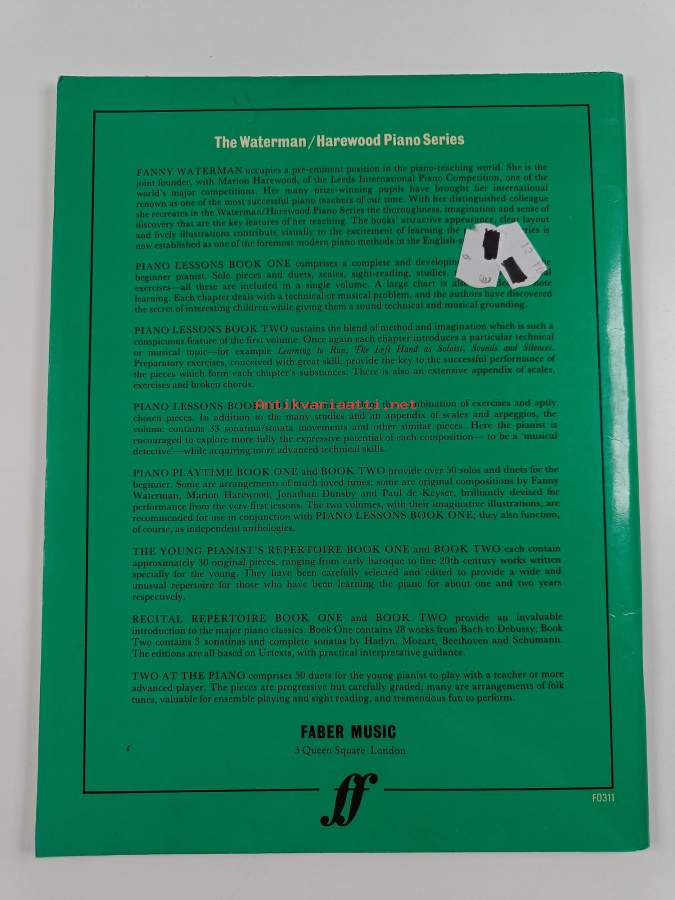 The Waterman/Harewood Piano Series
FANNY WATERMAN occupies a pre-eminent position in the piano-teaching world. She is the
joint founder, with Marion Harewood, of the Leeds International Piano Competition, one of the
world's major competitions. Her many prize-winning pupils have brought her international
renown as one of the most successful piano teachers of our time. With her distinguished colleague
she recreates in the Waterman/Harewood Piano Series the thoroughness, imagination and sense of
discovery that are the key features of her teaching. The books' attractive appearance, clear layout
and lively illustrations contribute visually to the excitement of learning the
now established as one of the foremost modern piano methods in the
PIANO LESSONS BOOK ONE comprises a complete and developing
beginner pianist. Solo pieces and duets, scales, sight-reading, studies,
exercises—all these are included in a single volume. A large chart is
learning. Each chapter deals with a technical or musical problem, and the authors have discovered
the secret of interesting children while giving them a sound technical and musical grounding.
PIANO LESSONS BOOK TWO sustains the blend of method and imagination which is such a
conspicuous feature of the first volume. Once again each chapter introduces a particular technical
or musical topic—for example Learning to Run, The Left Hand as Soloist, Sounds and Silences.
Preparatory exercises, conceived with great skill, provide the key to the successful performance of
the pieces which form each chapter's substances. There is also an extensive appendix of scales,
exercises and broken chords.
PIANO LESSONS BOOK combination of exercises and aptly
Antikvariaatti.net
chosen pieces. In addition to the many studies and an appendix of scales and arpeggios, the
volume contains 33 sonatina/sonata movements and other similar pieces. Here the pianist is
encouraged to explore more fully the expressive potential of each composition— to be a 'musical
detective'—while acquiring more advanced technical skills.
PIANO PLAYTIME BOOK ONE and BOOK TWO provide over 50 solos and duets for the
beginner. Some are arrangements of much loved tunes; some are original compositions by Fanny
Waterman, Marion Harewood, Jonathan Dunsby and Paul de Keyser, brilliantly devised for
performance from the very first lessons. The two volumes, with their imaginative illustrations, are
recommended for use in conjunction with PIANO LESSONS BOOK ONE; they also function,
of course, as independent anthologies.
THE YOUNG PIANIST'S REPERTOIRE BOOK ONE and BOOK TWO each contain
approximately 30 original pieces, ranging from early baroque to fine 20th century works written
specially for the young. They have been carefully selected and edited to provide a wide and
unusual repertoire for those who have been learning the piano for about one and two years
respectively.
RECITAL REPERTOIRE BOOK ONE and BOOK TWO provide an invaluable
introduction to the major piano classics. Book One contains 28 works from Bach to Debussy; Book
Two contains 3 sonatinas and complete sonatas by Hadyn, Mozart, Beethoven and Schumann.
The editions are all based on Urtexts, with practical interpretative guidance.
TWO AT THE PIANO comprises 50 duets for the young pianist to play with a teacher or more
advanced player. The pieces are progressive but carefully graded; many are arrangements of folk
tunes, valuable for ensemble playing and sight reading, and tremendous fun to perform.
FABER MUSIC
3 Queen Square London
ff
F0311